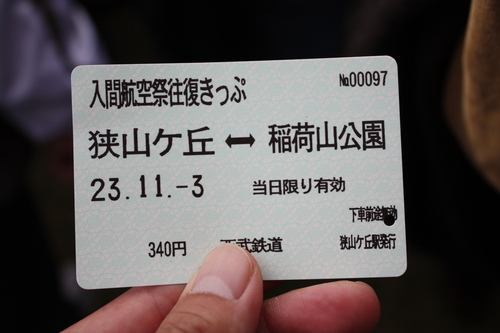 入間航空祭往復きっぷ
№00097
狭山ケ丘 ↔ 稲荷山公園
23.11.-3
当日限り有効
下車前途無効
340円
西武鉄道
狭山ケ丘駅発行